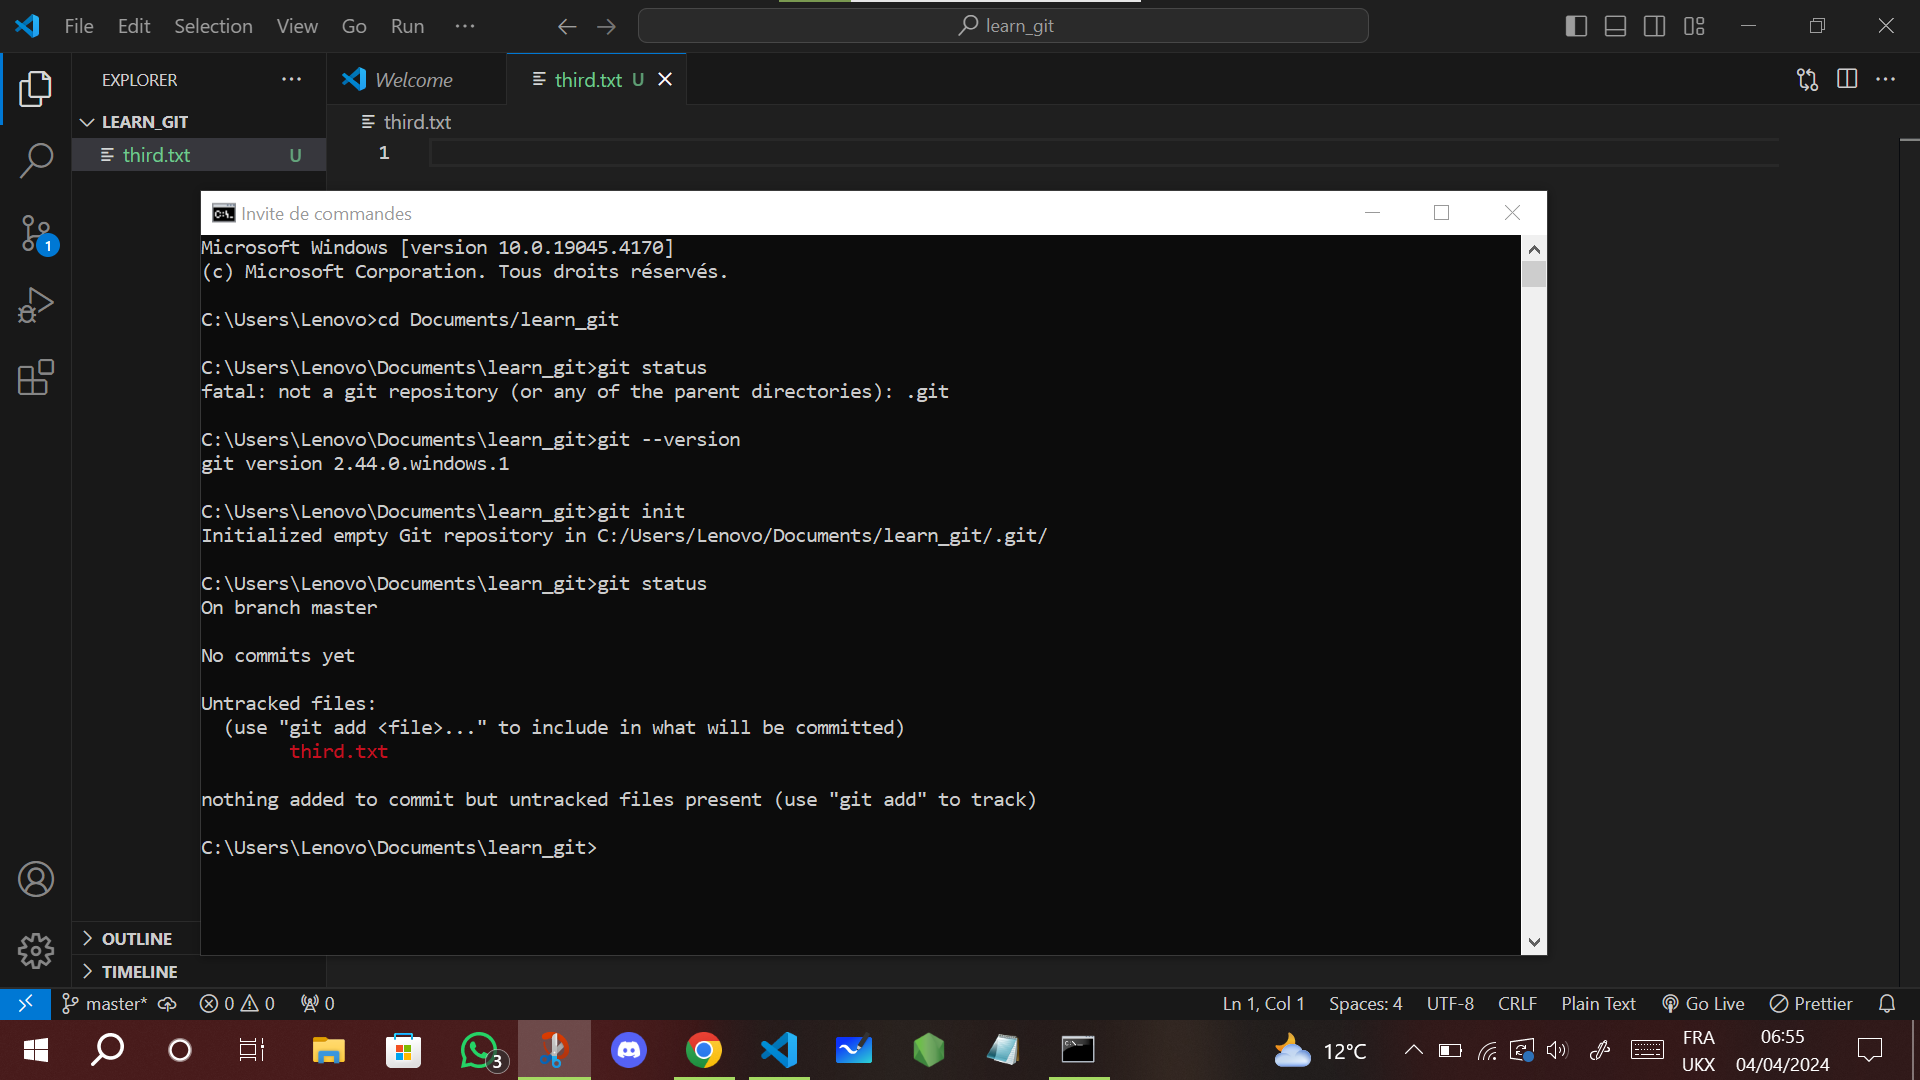 File Edit Selection View Go Run ··· learn_git
EXPLORER ···
Welcome
third.txt U
LEARN_GIT
third.txt
third.txt U
1
1
Invite de commandes
Microsoft Windows [version 10.0.19045.4170]
(c) Microsoft Corporation. Tous droits réservés.
C:\Users\Lenovo>cd Documents/learn_git
C:\Users\Lenovo\Documents\learn_git>git status
fatal: not a git repository (or any of the parent directories): .git
C:\Users\Lenovo\Documents\learn_git>git --version
git version 2.44.0.windows.1
C:\Users\Lenovo\Documents\learn_git>git init
Initialized empty Git repository in C:/Users/Lenovo/Documents/learn_git/.git/
C:\Users\Lenovo\Documents\learn_git>git status
On branch master
No commits yet
Untracked files:
(use "git add <file>..." to include in what will be committed)
third.txt
nothing added to commit but untracked files present (use "git add" to track)
C:\Users\Lenovo\Documents\learn_git>
OUTLINE
TIMELINE
master* 0 0 0 Ln 1, Col 1 Spaces: 4 UTF-8 CRLF Plain Text Go Live Prettier
3
12°C
FRA
UKX
06:55
04/04/2024